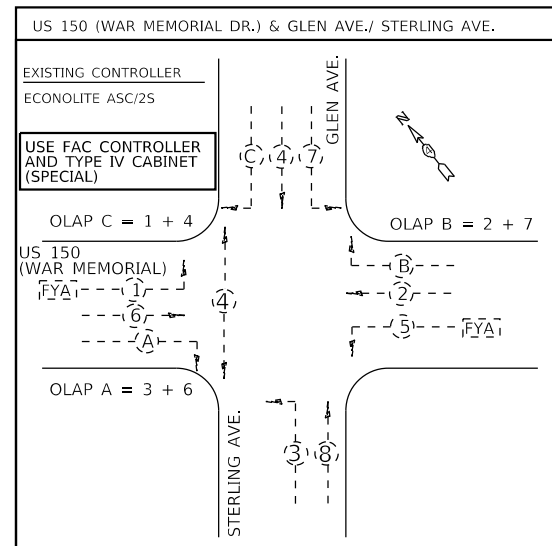 US 150 (WAR MEMORIAL DR.) & GLEN AVE./ STERLING AVE.
EXISTING CONTROLLER
ECONOLITE ASC/2S
USE FAC CONTROLLER
AND TYPE IV CABINET
(SPECIAL)
GLEN AVE.
N
4
C 4 7
OLAP C = 1 + 4
OLAP B = 2 + 7
US 150
(WAR MEMORIAL)
FYA 1
6
A
4
B
2
5 FYA
OLAP A = 3 + 6
STERLING AVE.
3 8